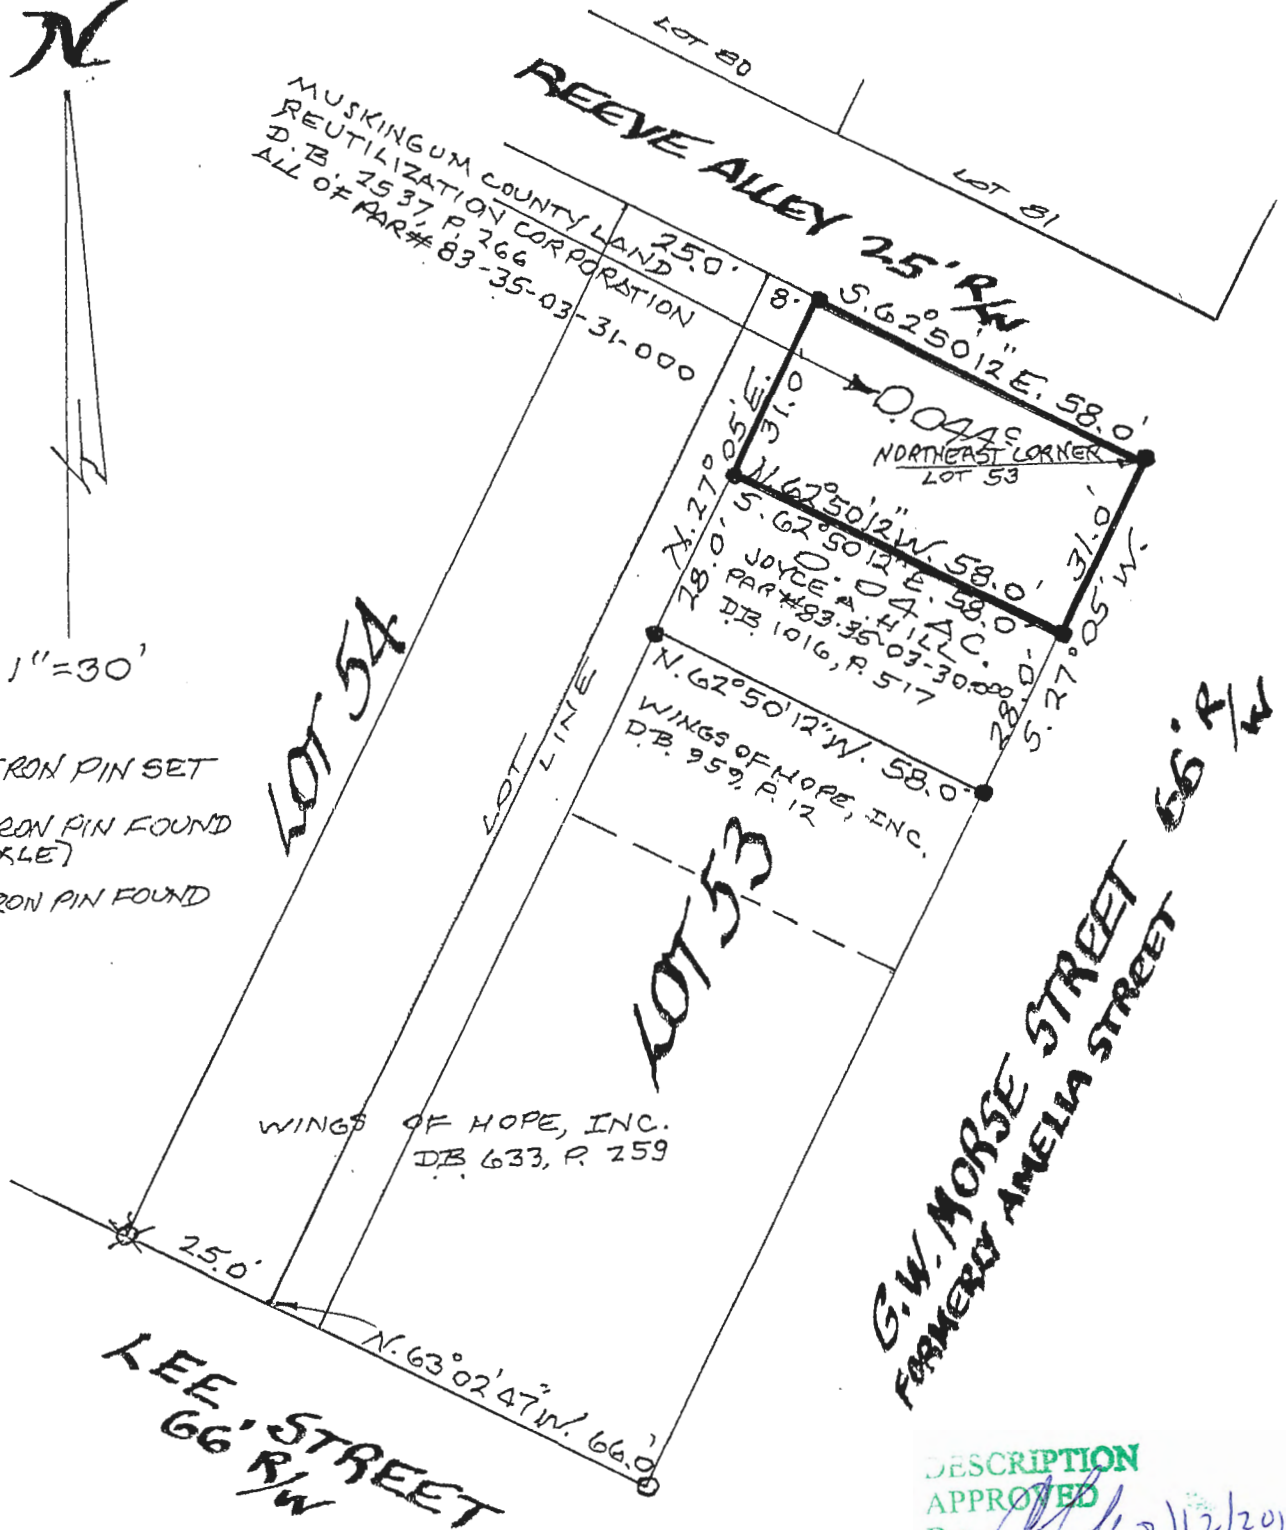 N
LOT 80
REEVE ALLEY 25' R/W
LOT 81
MUSKINGUM COUNTY LAND
REUTILIZATION CORPORATION
D.B. 2537, P. 266
ALL OF PAR# 83-35-03-31-000
25.0'
8.'
S. 62°50'12" E. 58.0'
0.044 c
NORTHEAST CORNER
LOT 53
N. 27°05' E.
31.0'
31.0'
N. 62°50'12" W. 58.0'
S. 62°50'12" E. 58.0'
0.04 A C.
JOYCE A. HILL
PAR #83-35-03-30.000
D.B. 1016, P. 517
28.0'
28.0'
S. 27°05' W.
1"=30'
LOT 54
N. 62°50'12" W. 58.0'
WINGS OF HOPE, INC.
D.B. 959, P. 12
LOT
LINE
IRON PIN SET
IRON PIN FOUND
IRON PIN FOUND
LOT 53
G.W. MORSE STREET 66' R/W
FORMERLY AMELIA STREET
WINGS OF HOPE, INC.
D.B. 633, P. 259
25.0'
N. 63°02'47" W. 66.0'
LEE STREET
66' R/W
DESCRIPTION
APPROVED